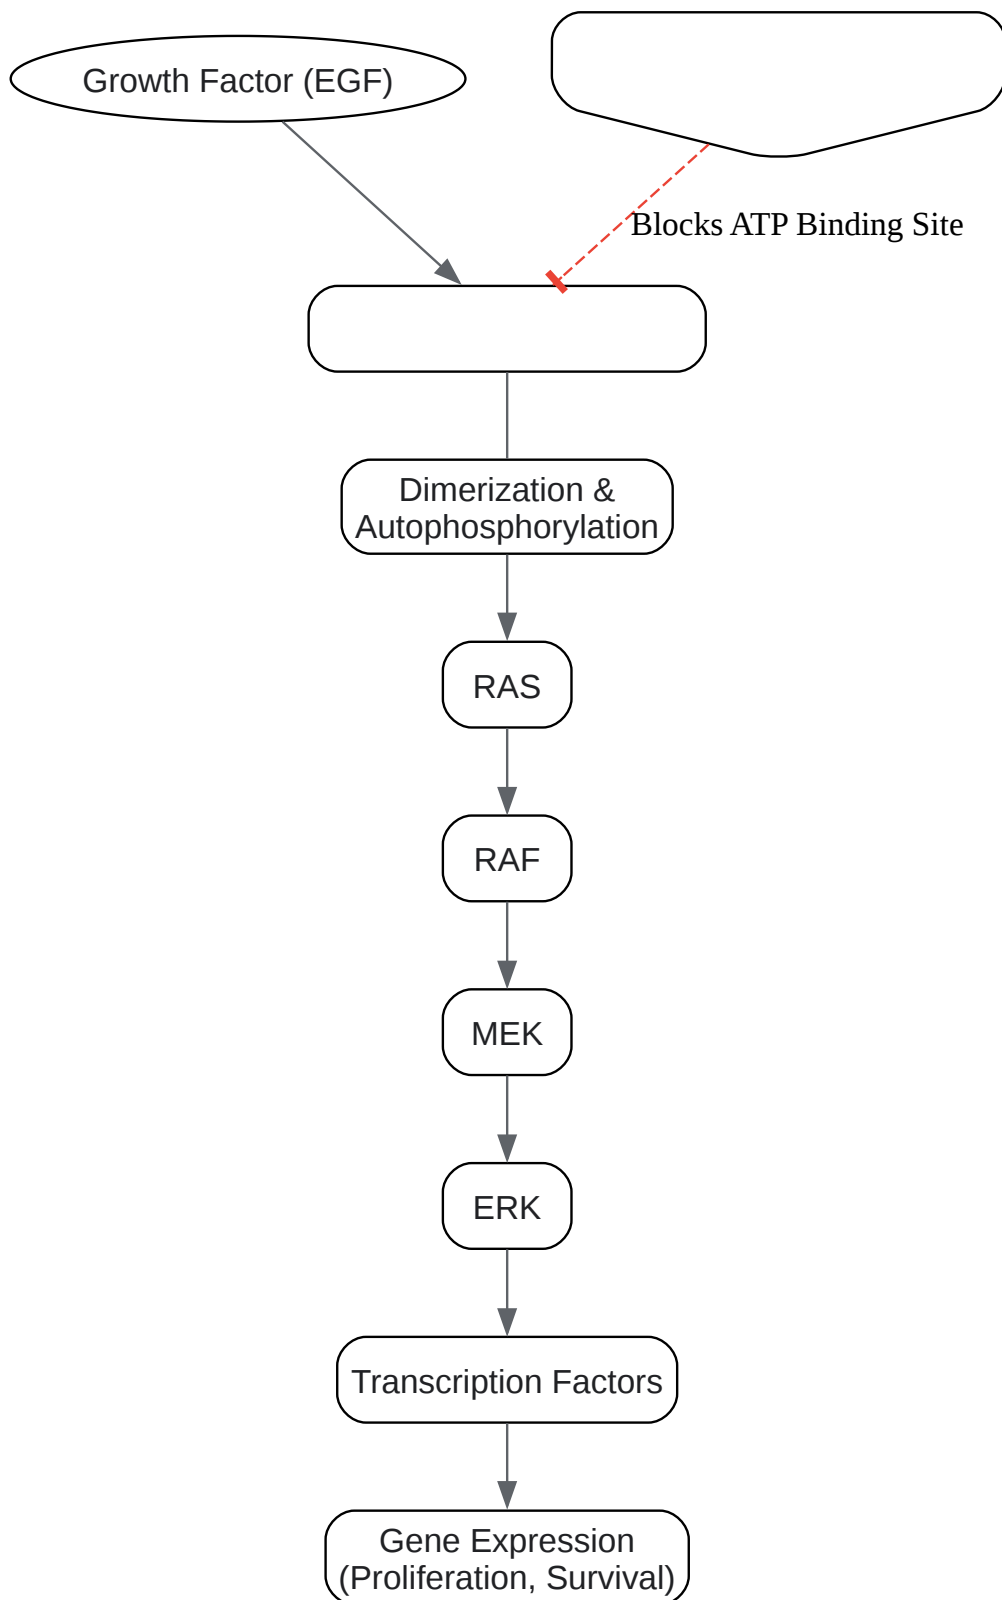 Growth Factor (EGF)
Blocks ATP Binding Site
Dimerization &
Autophosphorylation
RAS
RAF
MEK
ERK
Transcription Factors
Gene Expression
(Proliferation, Survival)